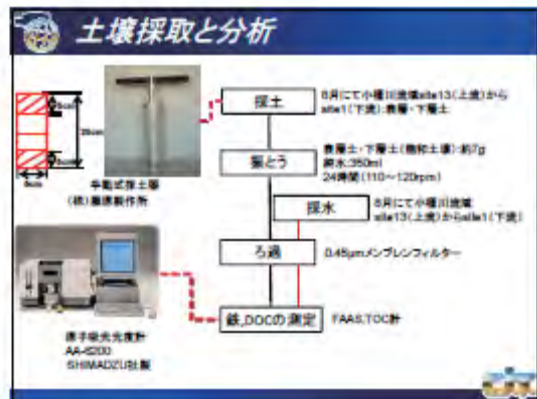 土壌採取と分析
採土
8月にて小櫃川流域site13(上流)から
site1(下流):表層・下層土
5cm
25cm
5cm
5cm
手動式採土器
(株)藤原製作所
振とう
表層土・下層土(飽和土壌):約7g
純水:350ml
24時間(110~120rpm)
採水
8月にて小櫃川流域
site13(上流)からsite1(下流)
ろ過
0.45μmメンブレンフィルター
鉄,DOCの測定
FAAS,TOC計
原子吸光光度計
AA-6200
SHIMADZU社製